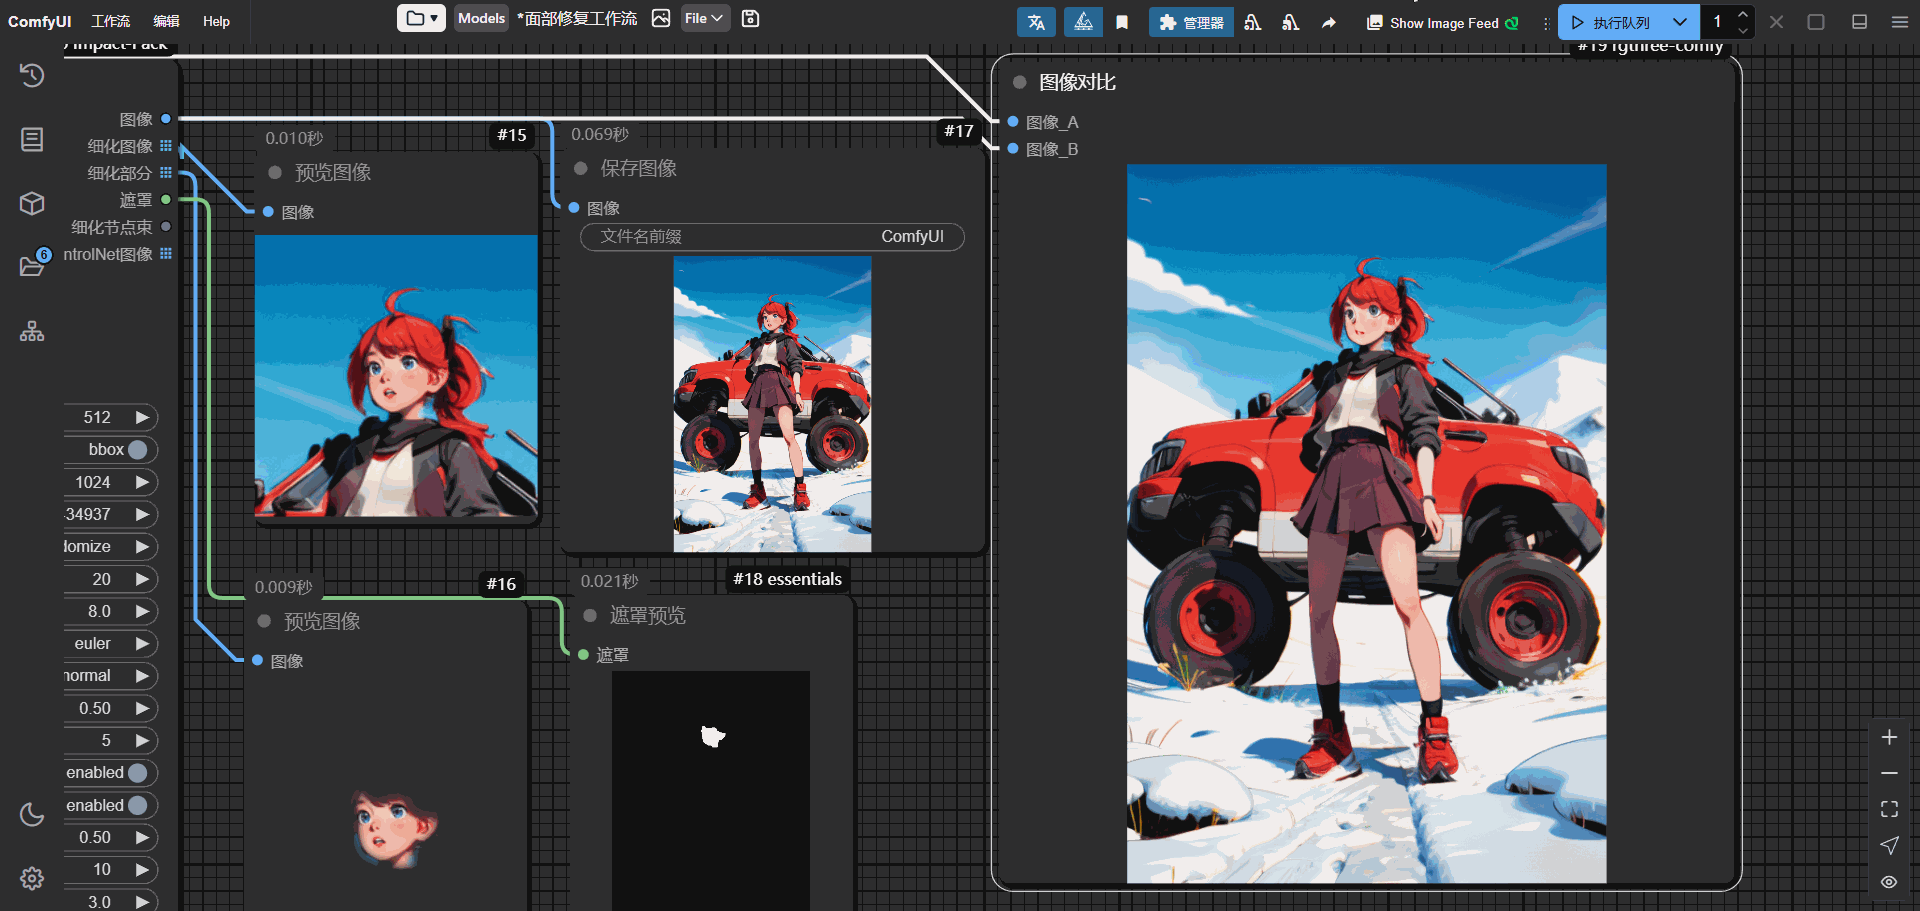 ComfyUI 工作流 编辑 Help Models *面部修复工作流 File 管理器 Show Image Feed 执行队列 1
Impact-Pack
#19 rgthree-comfy
图像
细化图像
细化部分
遮罩
细化节点束
ntrolNet图像
512
bbox
1024
34937
domize
20
8.0
euler
normal
0.50
5
enabled
enabled
0.50
10
3.0
6
0.010秒
#15
预览图像
图像
0.069秒
#17
保存图像
图像
文件名前缀 ComfyUI
0.009秒
#16
预览图像
图像
0.021秒
#18 essentials
遮罩预览
遮罩
图像对比
图像_A
图像_B